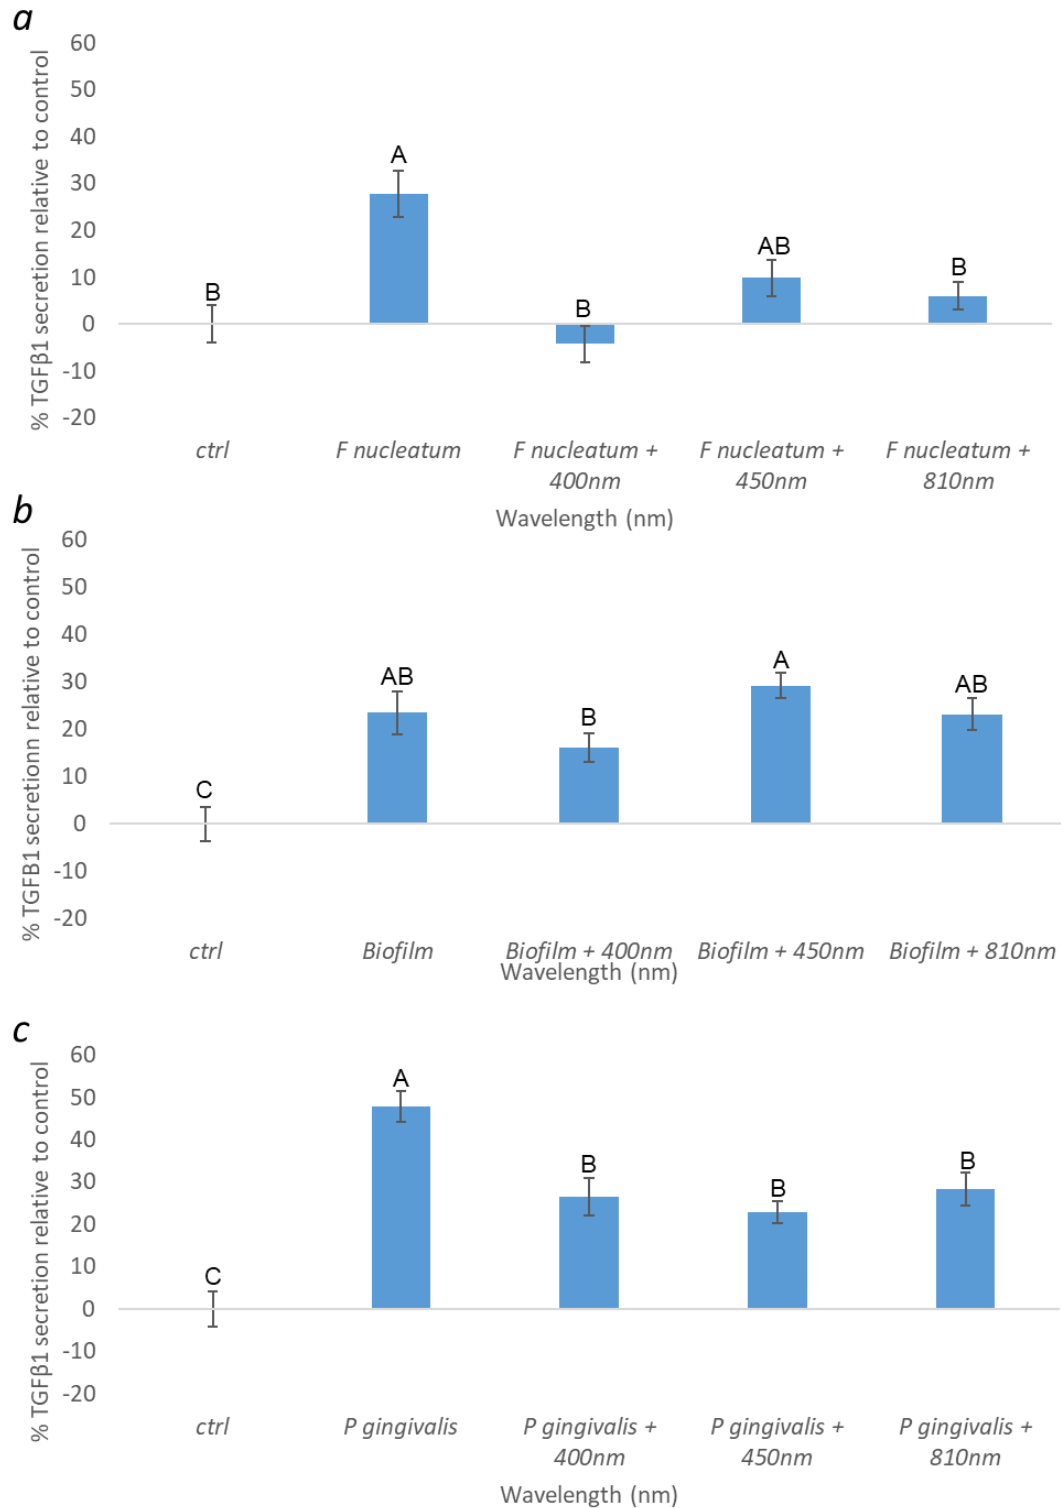 a
% TGFβ1 secretion relative to control
60
50
40
30
20
10
0
-10
-20
B
A
B
AB
B
ctrl
F nucleatum
F nucleatum +
400nm
F nucleatum +
450nm
F nucleatum +
810nm
Wavelength (nm)
b
% TGFB1 secretionn relative to control
60
50
40
30
20
10
0
-10
-20
C
AB
B
A
AB
ctrl
Biofilm
Biofilm + 400nm
Biofilm + 450nm
Biofilm + 810nm
Wavelength (nm)
c
% TGFβ1 secretion relative to control
60
50
40
30
20
10
0
-10
-20
C
A
B
B
B
ctrl
P gingivalis
P gingivalis +
400nm
P gingivalis +
450nm
P gingivalis +
810nm
Wavelength (nm)